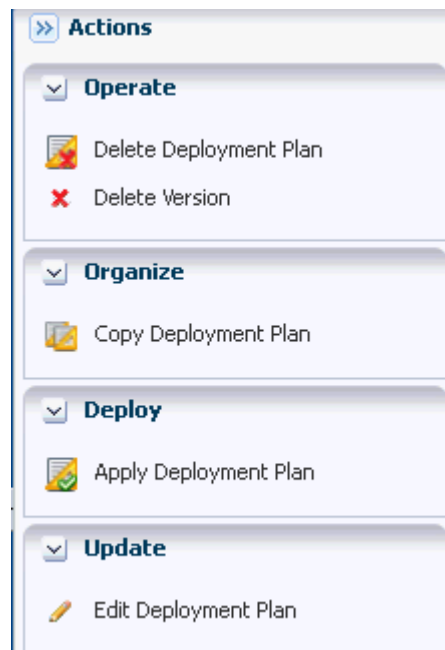 Actions
Operate
Delete Deployment Plan
Delete Version
Organize
Copy Deployment Plan
Deploy
Apply Deployment Plan
Update
Edit Deployment Plan